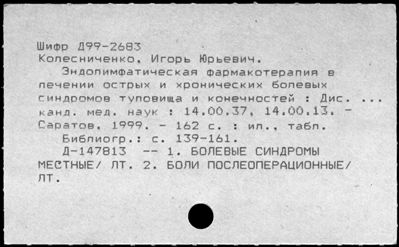 Шифр Д99-2683
Колесниченко, Игорь Юрьевич.
Эндолимфатическая фармакотерапия в
лечении острых и хронических болевых
синдромов туловища и конечностей : Дис. ...
канд. мед. наук : 14.00.37, 14.00.13. -
Саратов, 1999. - 162 с. : ил., табл.
Библиогр.: с. 139-161.
Д-147813 -- 1. БОЛЕВЫЕ СИНДРОМЫ
МЕСТНЫЕ/ ЛТ. 2. БОЛИ ПОСЛЕОПЕРАЦИОННЫЕ/
ЛТ.